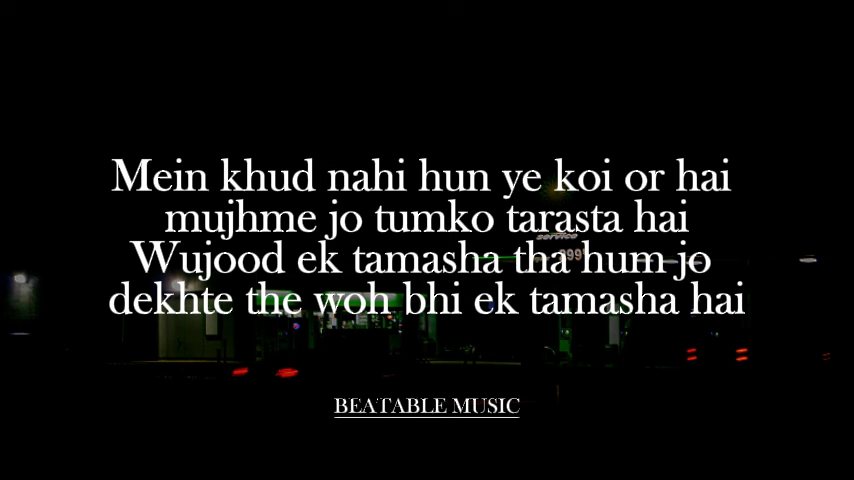 Mein khud nahi hun ye koi or hai
mujhme jo tumko tarasta hai
service
Wujood ek tamasha tha hum jo
dekhte the woh bhi ek tamasha hai
BEATABLE MUSIC